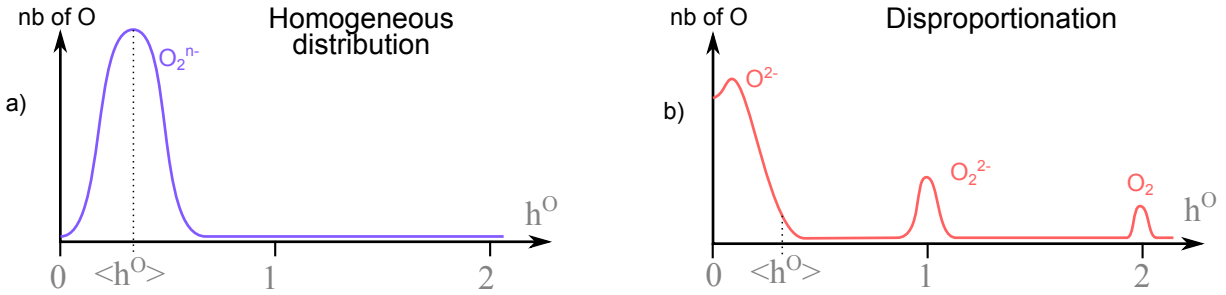 nb of O
Homogeneous
distribution
O₂ⁿ⁻
a)
hᴼ
0
<hᴼ>
1
2
nb of O
Disproportionation
O²⁻
b)
O₂²⁻
O₂
hᴼ
0
<hᴼ>
1
2